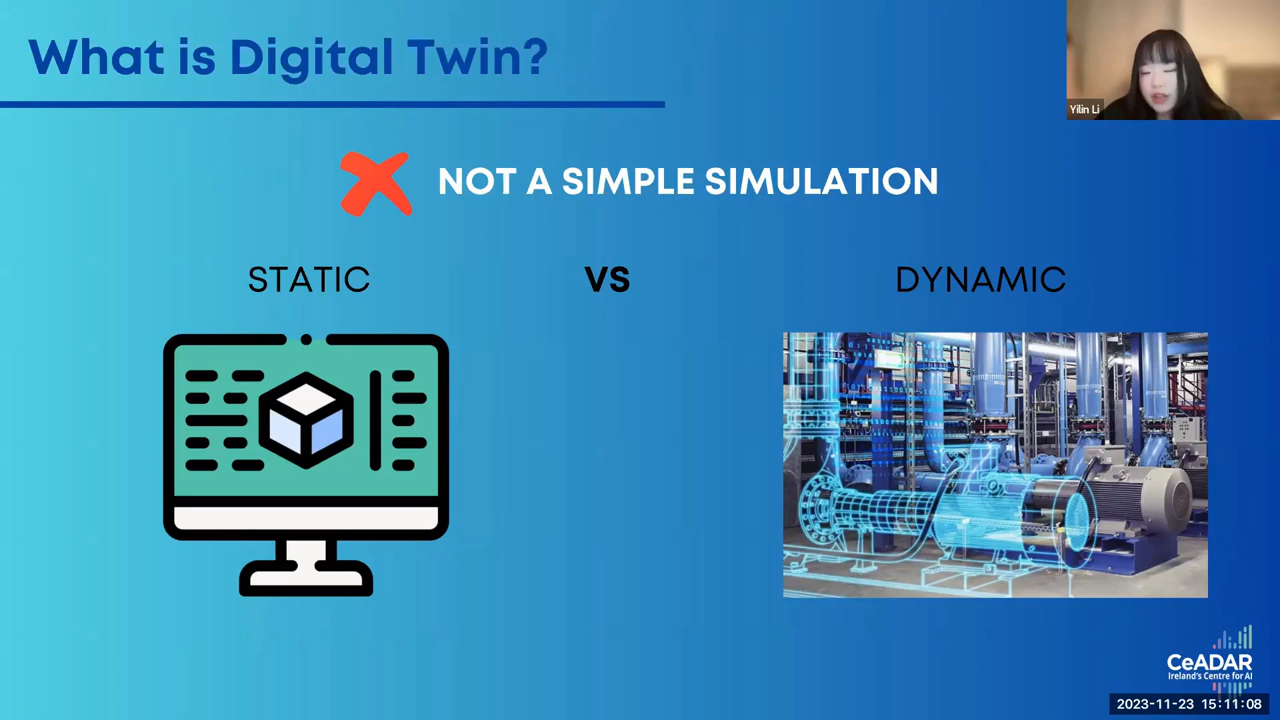 What is Digital Twin?
Yilin Li
NOT A SIMPLE SIMULATION
STATIC
VS
DYNAMIC
CeADAR
Ireland's Centre for AI
2023-11-23 15:11:08